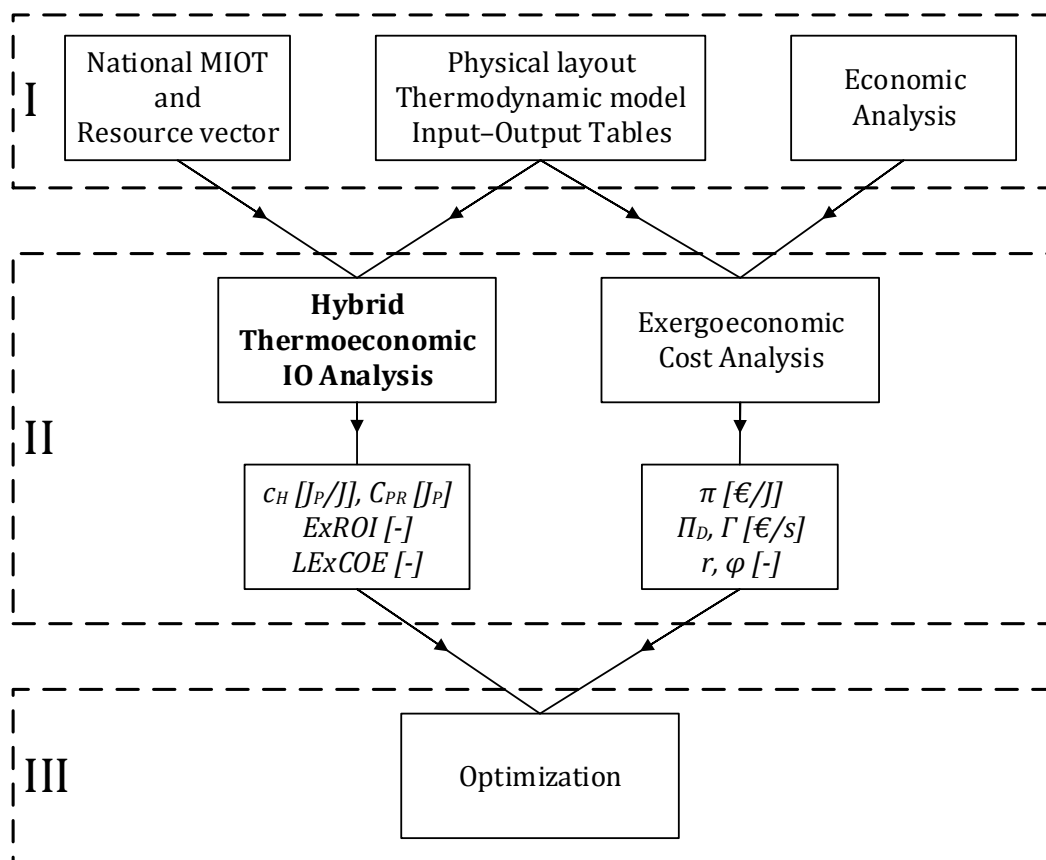 I
National MIOT
and
Resource vector
Physical layout
Thermodynamic model
Input–Output Tables
Economic
Analysis
II
Hybrid
Thermoeconomic
IO Analysis
Exergoeconomic
Cost Analysis
c_H [J_P/J], C_PR [J_P]
ExROI [-]
LExCOE [-]
π [€/J]
Π_D, Γ [€/s]
r, φ [-]
III
Optimization